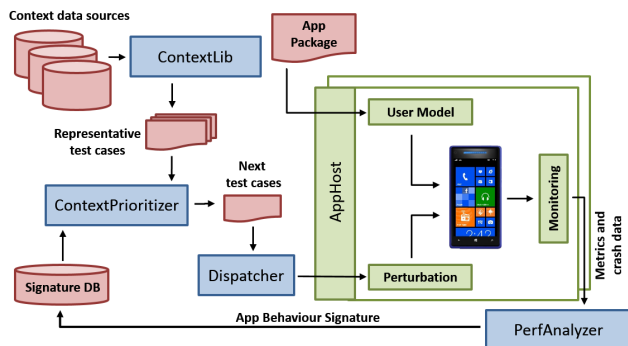 Context data sources
ContextLib
App
Package
Representative
test cases
User Model
AppHost
Next
test cases
ContextPrioritizer
Monitoring
Metrics and
crash data
Signature DB
Dispatcher
Perturbation
App Behaviour Signature
PerfAnalyzer